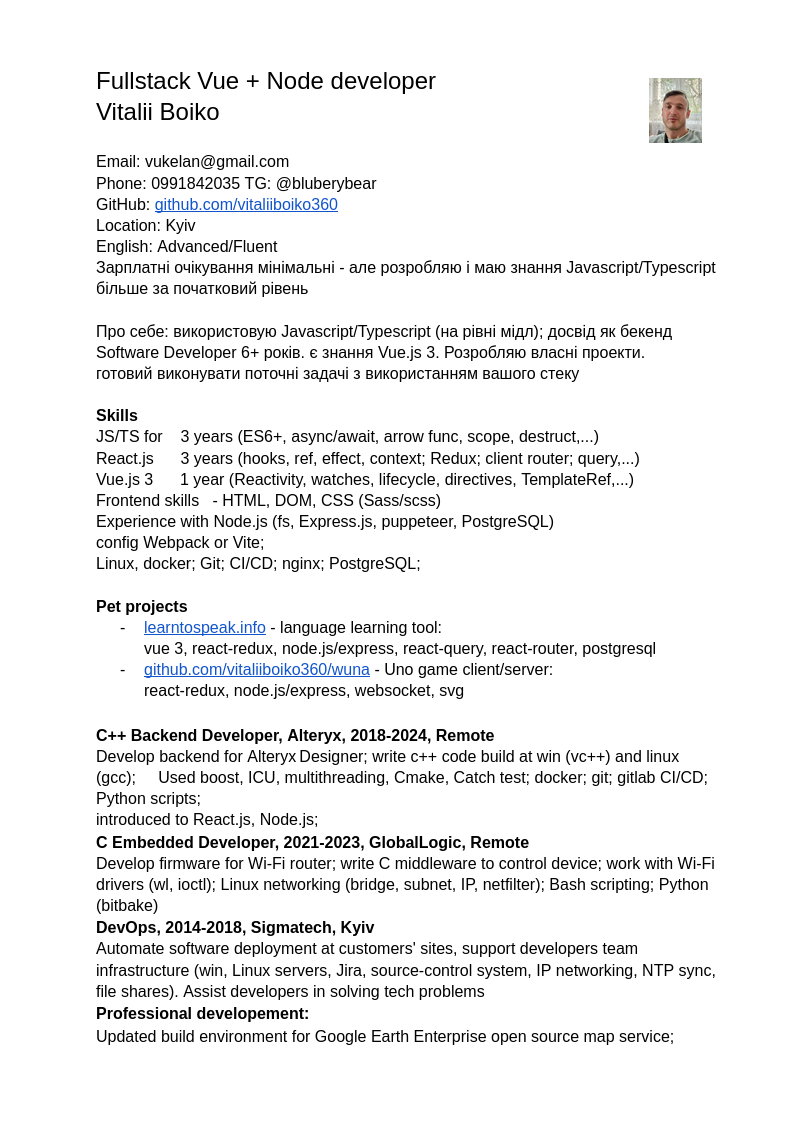 Fullstack Vue + Node developer
Vitalii Boiko
Email: vukelan@gmail.com
Phone: 0991842035 TG: @bluberybear
GitHub: github.com/vitaliiboiko360
Location: Kyiv
English: Advanced/Fluent
Зарплатні очікування мінімальні - але розробляю і маю знання Javascript/Typescript
більше за початковий рівень
Про себе: використовую Javascript/Typescript (на рівні мідл); досвід як бекенд
Software Developer 6+ років. є знання Vue.js 3. Розробляю власні проекти.
готовий виконувати поточні задачі з використанням вашого стеку
Skills
JS/TS for 3 years (ES6+, async/await, arrow func, scope, destruct,...)
React.js 3 years (hooks, ref, effect, context; Redux; client router; query,...)
Vue.js 3 1 year (Reactivity, watches, lifecycle, directives, TemplateRef,...)
Frontend skills - HTML, DOM, CSS (Sass/scss)
Experience with Node.js (fs, Express.js, puppeteer, PostgreSQL)
config Webpack or Vite;
Linux, docker; Git; CI/CD; nginx; PostgreSQL;
Pet projects
- learntospeak.info - language learning tool:
vue 3, react-redux, node.js/express, react-query, react-router, postgresql
- github.com/vitaliiboiko360/wuna - Uno game client/server:
react-redux, node.js/express, websocket, svg
C++ Backend Developer, Alteryx, 2018-2024, Remote
Develop backend for Alteryx Designer; write c++ code build at win (vc++) and linux
(gcc); Used boost, ICU, multithreading, Cmake, Catch test; docker; git; gitlab CI/CD;
Python scripts;
introduced to React.js, Node.js;
C Embedded Developer, 2021-2023, GlobalLogic, Remote
Develop firmware for Wi-Fi router; write C middleware to control device; work with Wi-Fi
drivers (wl, ioctl); Linux networking (bridge, subnet, IP, netfilter); Bash scripting; Python
(bitbake)
DevOps, 2014-2018, Sigmatech, Kyiv
Automate software deployment at customers' sites, support developers team
infrastructure (win, Linux servers, Jira, source-control system, IP networking, NTP sync,
file shares). Assist developers in solving tech problems
Professional developement:
Updated build environment for Google Earth Enterprise open source map service;